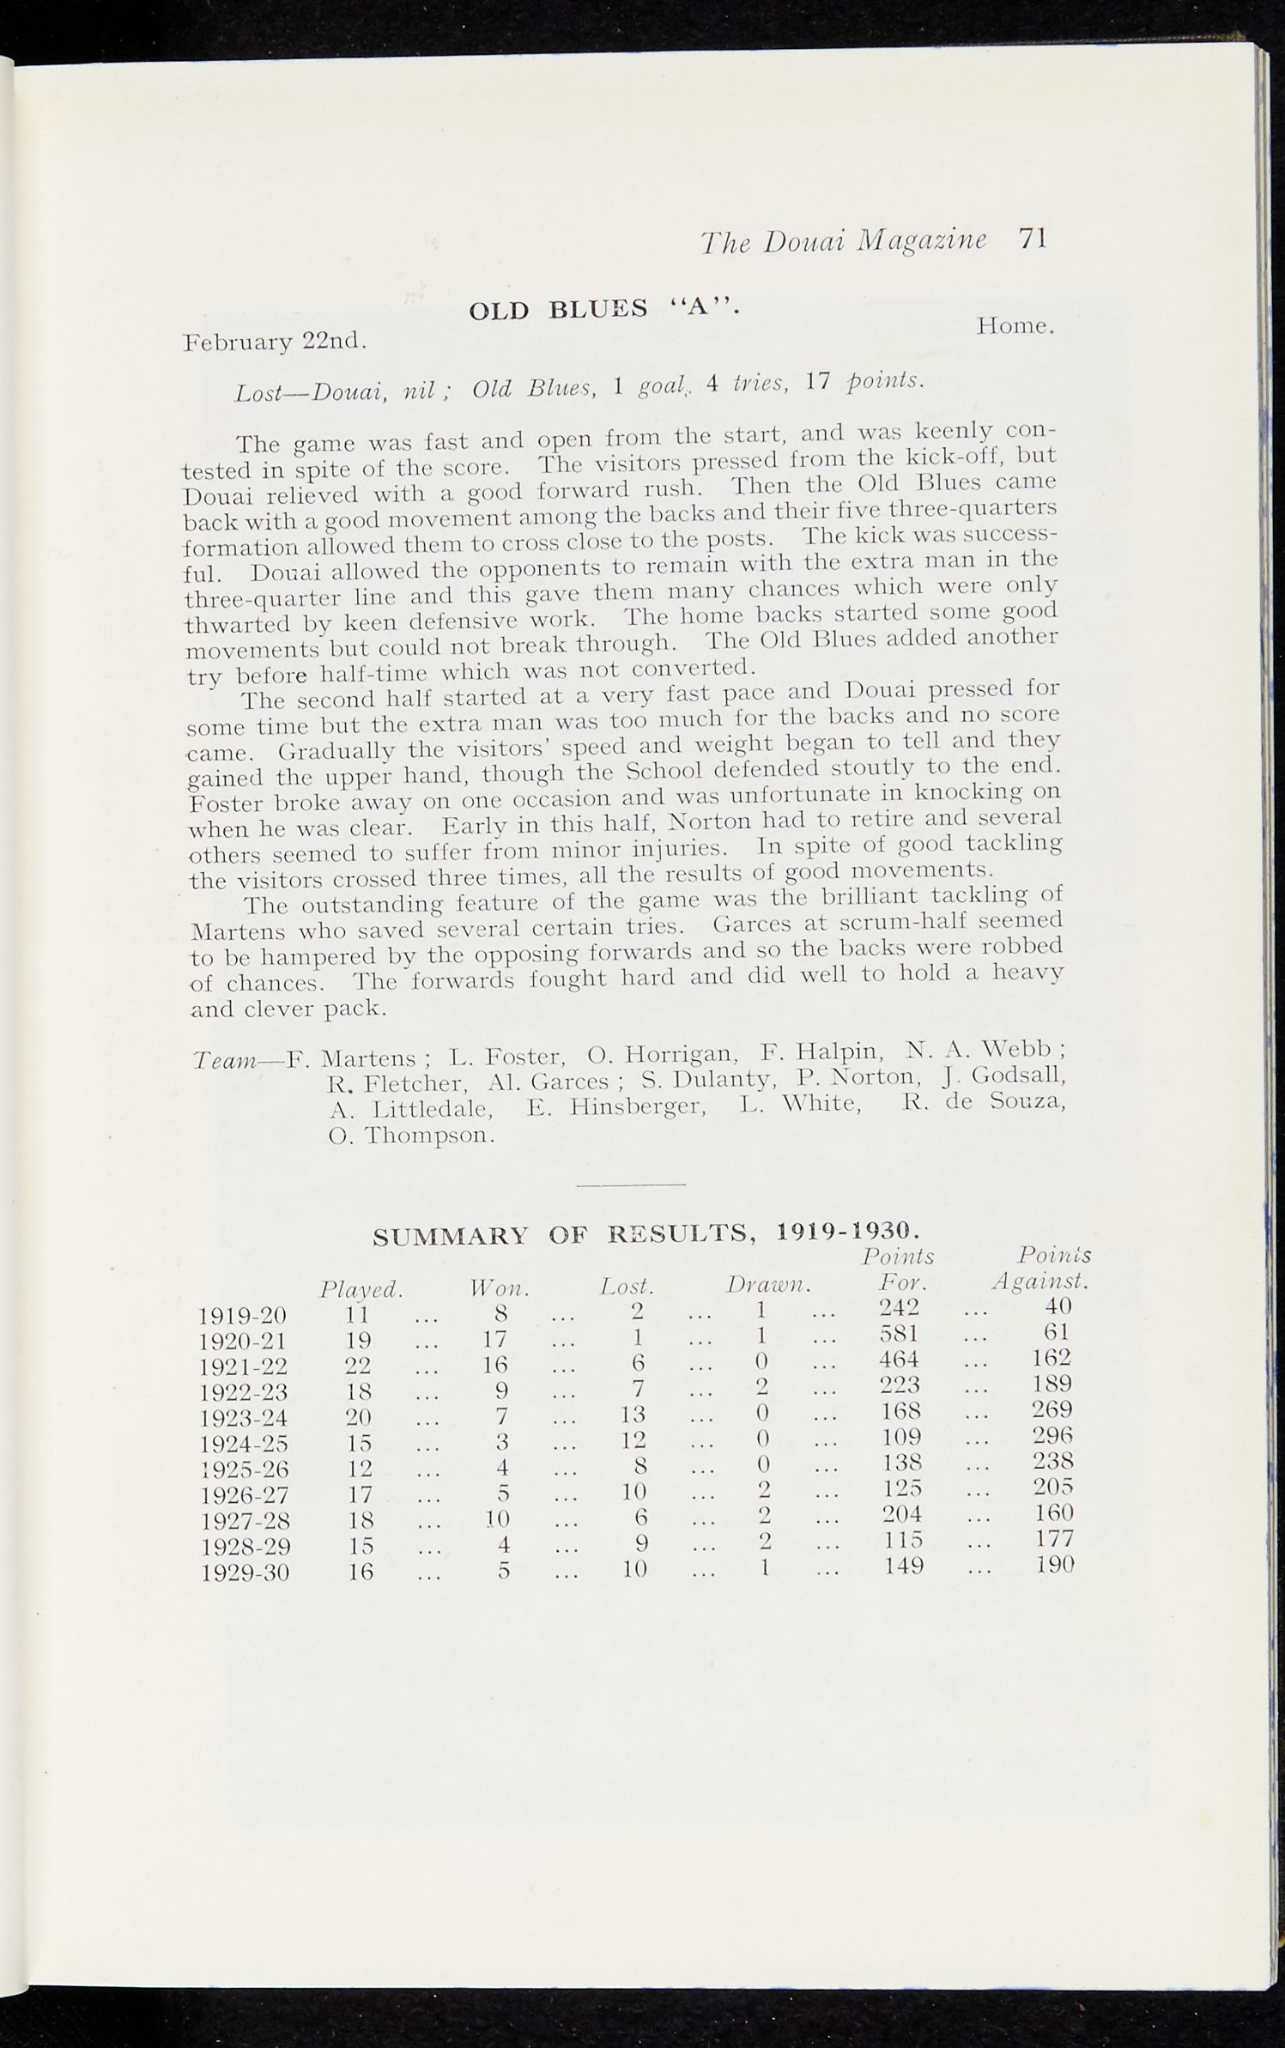 The Douai Magazine 71
OLD BLUES "A".
February 22nd. Home.
Lost—Douai, nil; Old Blues, 1 goal, 4 tries, 17 points.
The game was fast and open from the start, and was keenly con-
tested in spite of the score. The visitors pressed from the kick-off, but
Douai relieved with a good forward rush. Then the Old Blues came
back with a good movement among the backs and their five three-quarters
formation allowed them to cross close to the posts. The kick was success-
ful. Douai allowed the opponents to remain with the extra man in the
three-quarter line and this gave them many chances which were only
thwarted by keen defensive work. The home backs started some good
movements but could not break through. The Old Blues added another
try before half-time which was not converted.
The second half started at a very fast pace and Douai pressed for
some time but the extra man was too much for the backs and no score
came. Gradually the visitors' speed and weight began to tell and they
gained the upper hand, though the School defended stoutly to the end.
Foster broke away on one occasion and was unfortunate in knocking on
when he was clear. Early in this half, Norton had to retire and several
others seemed to suffer from minor injuries. In spite of good tackling
the visitors crossed three times, all the results of good movements.
The outstanding feature of the game was the brilliant tackling of
Martens who saved several certain tries. Garces at scrum-half seemed
to be hampered by the opposing forwards and so the backs were robbed
of chances. The forwards fought hard and did well to hold a heavy
and clever pack.
Team—F. Martens; L. Foster, O. Horrigan, F. Halpin, N. A. Webb;
R. Fletcher, Al. Garces; S. Dulanty, P. Norton, J. Godsall,
A. Littledale, E. Hinsberger, L. White, R. de Souza,
O. Thompson.
SUMMARY OF RESULTS, 1919-1930.
Points Points
Played. Won. Lost. Drawn. For. Against.
1919-20 11 ... 8 ... 2 ... 1 ... 242 ... 40
1920-21 19 ... 17 ... 1 ... 1 ... 581 ... 61
1921-22 22 ... 16 ... 6 ... 0 ... 464 ... 162
1922-23 18 ... 9 ... 7 ... 2 ... 223 ... 189
1923-24 20 ... 7 ... 13 ... 0 ... 168 ... 269
1924-25 15 ... 3 ... 12 ... 0 ... 109 ... 296
1925-26 12 ... 4 ... 8 ... 0 ... 138 ... 238
1926-27 17 ... 5 ... 10 ... 2 ... 125 ... 205
1927-28 18 ... 10 ... 6 ... 2 ... 204 ... 160
1928-29 15 ... 4 ... 9 ... 2 ... 115 ... 177
1929-30 16 ... 5 ... 10 ... 1 ... 149 ... 190